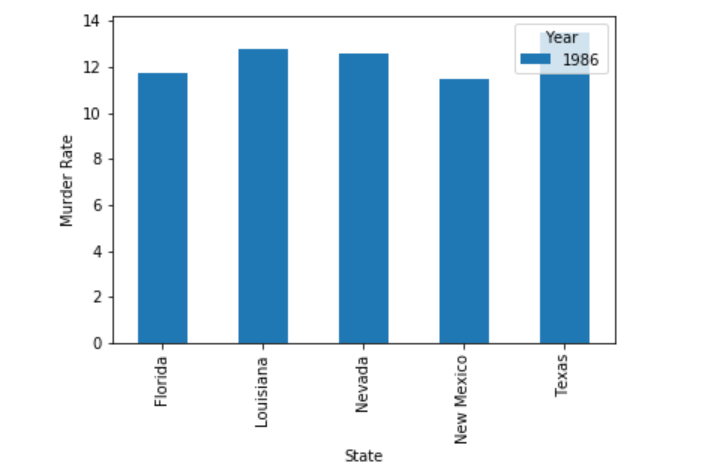 14
12
10
8
6
4
2
0
Murder Rate
Year
1986
Florida
Louisiana
Nevada
New Mexico
Texas
State